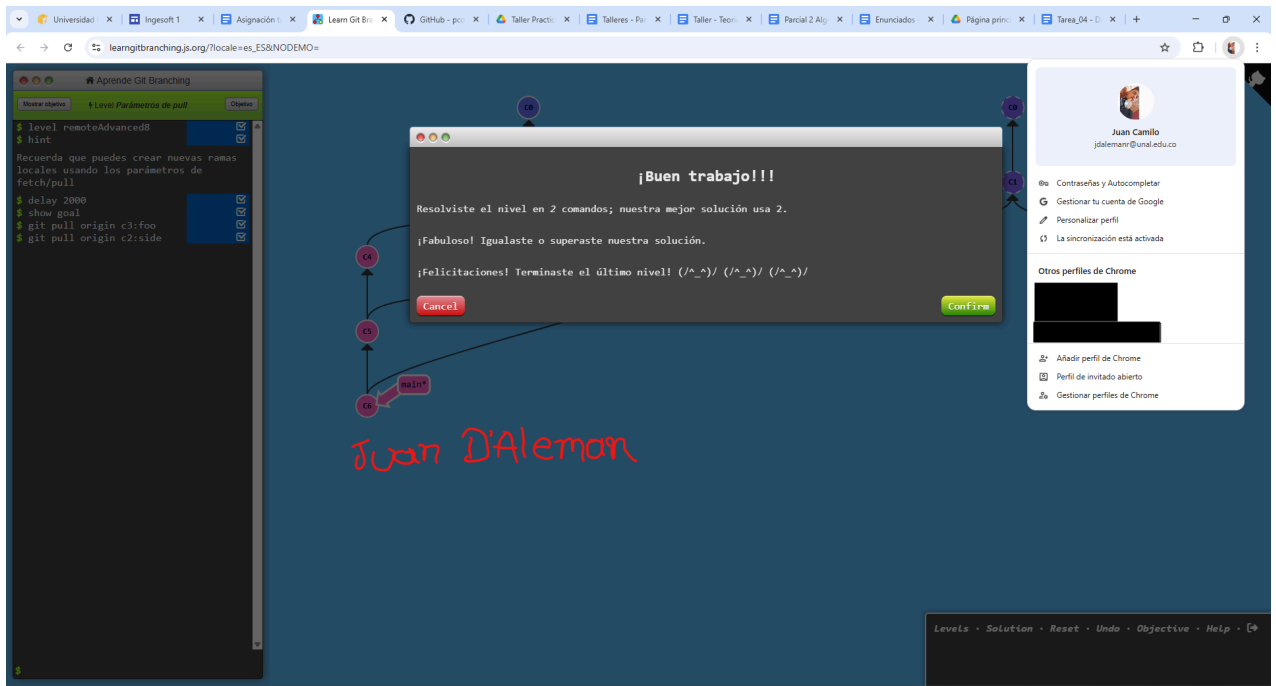 Universidad
Ingesoft 1
Asignación t
Learn Git Bra
GitHub - pco
Taller Practic
Talleres - Par
Taller - Teorí
Parcial 2 Alg
Enunciados
Página princ
Tarea_04 - D
learngitbranching.js.org/?locale=es_ES&NODEMO=
Aprende Git Branching
Mostrar objetivo
Level Parámetros de pull
Objetivo
$ level remoteAdvanced8
$ hint
Recuerda que puedes crear nuevas ramas
locales usando los parámetros de
fetch/pull
$ delay 2000
$ show goal
$ git pull origin c3:foo
$ git pull origin c2:side
$
C0
C4
C5
C6
main*
¡Buen trabajo!!!
Resolviste el nivel en 2 comandos; nuestra mejor solución usa 2.
¡Fabuloso! Igualaste o superaste nuestra solución.
¡Felicitaciones! Terminaste el último nivel! (/^_^)/ (/^_^)/ (/^_^)/
Cancel
Confirm
Juan D'Aleman
C0
C1
Juan Camilo
jdalemanr@unal.edu.co
Contraseñas y Autocompletar
Gestionar tu cuenta de Google
Personalizar perfil
La sincronización está activada
Otros perfiles de Chrome
Añadir perfil de Chrome
Perfil de invitado abierto
Gestionar perfiles de Chrome
Levels · Solution · Reset · Undo · Objective · Help ·